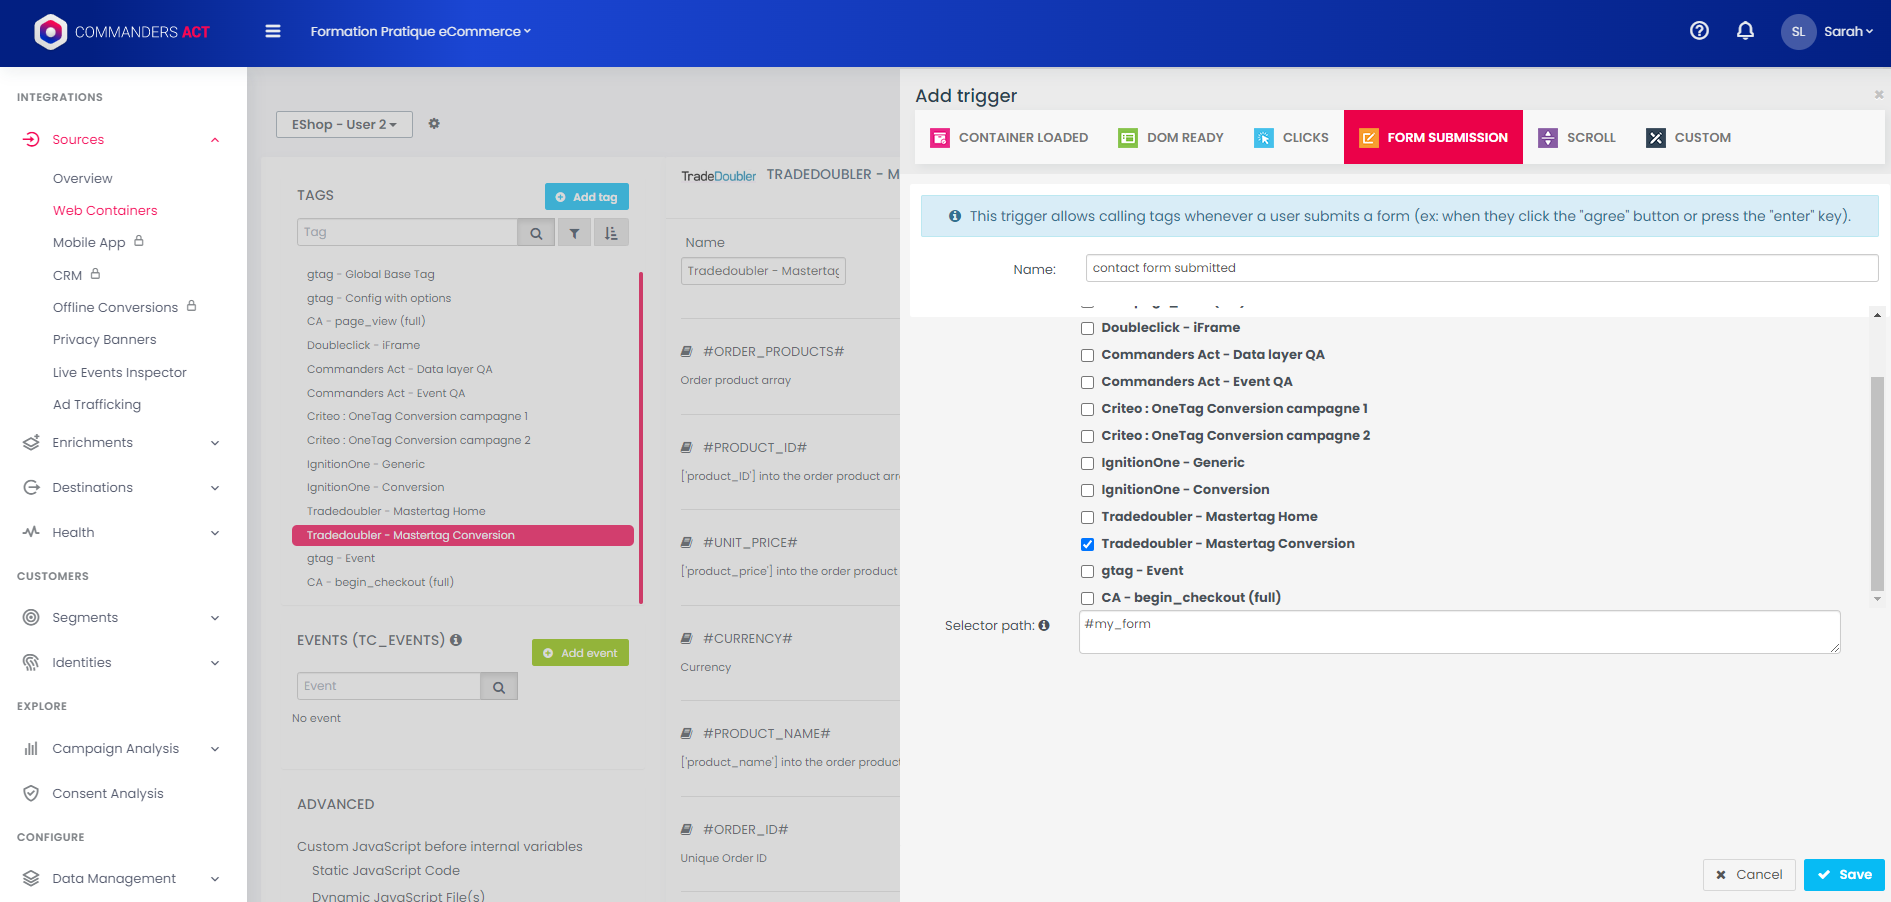 COMMANDERS ACT
Formation Pratique eCommerce
SL
Sarah
INTEGRATIONS
Sources
Overview
Web Containers
Mobile App
CRM
Offline Conversions
Privacy Banners
Live Events Inspector
Ad Trafficking
Enrichments
Destinations
Health
CUSTOMERS
Segments
Identities
EXPLORE
Campaign Analysis
Consent Analysis
CONFIGURE
Data Management
EShop - User 2
TAGS
Add tag
Tag
gtag - Global Base Tag
gtag - Config with options
CA - page_view (full)
Doubleclick - iFrame
Commanders Act - Data layer QA
Commanders Act - Event QA
Criteo : OneTag Conversion campagne 1
Criteo : OneTag Conversion campagne 2
IgnitionOne - Generic
IgnitionOne - Conversion
Tradedoubler - Mastertag Home
Tradedoubler - Mastertag Conversion
gtag - Event
CA - begin_checkout (full)
EVENTS (TC_EVENTS)
Add event
Event
No event
ADVANCED
Custom JavaScript before internal variables
Static JavaScript Code
Dynamic JavaScript File(s)
TradeDoubler TRADEDOUBLER - M
Name
Tradedoubler - Mastertag
#ORDER_PRODUCTS#
Order product array
#PRODUCT_ID#
['product_ID'] into the order product arr
#UNIT_PRICE#
['product_price'] into the order product
#CURRENCY#
Currency
#PRODUCT_NAME#
['product_name'] into the order product
#ORDER_ID#
Unique Order ID
Add trigger
CONTAINER LOADED
DOM READY
CLICKS
FORM SUBMISSION
SCROLL
CUSTOM
This trigger allows calling tags whenever a user submits a form (ex: when they click the "agree" button or press the "enter" key).
Name:
contact form submitted
Doubleclick - iFrame
Commanders Act - Data layer QA
Commanders Act - Event QA
Criteo : OneTag Conversion campagne 1
Criteo : OneTag Conversion campagne 2
IgnitionOne - Generic
IgnitionOne - Conversion
Tradedoubler - Mastertag Home
Tradedoubler - Mastertag Conversion
gtag - Event
CA - begin_checkout (full)
Selector path:
#my_form
Cancel
Save